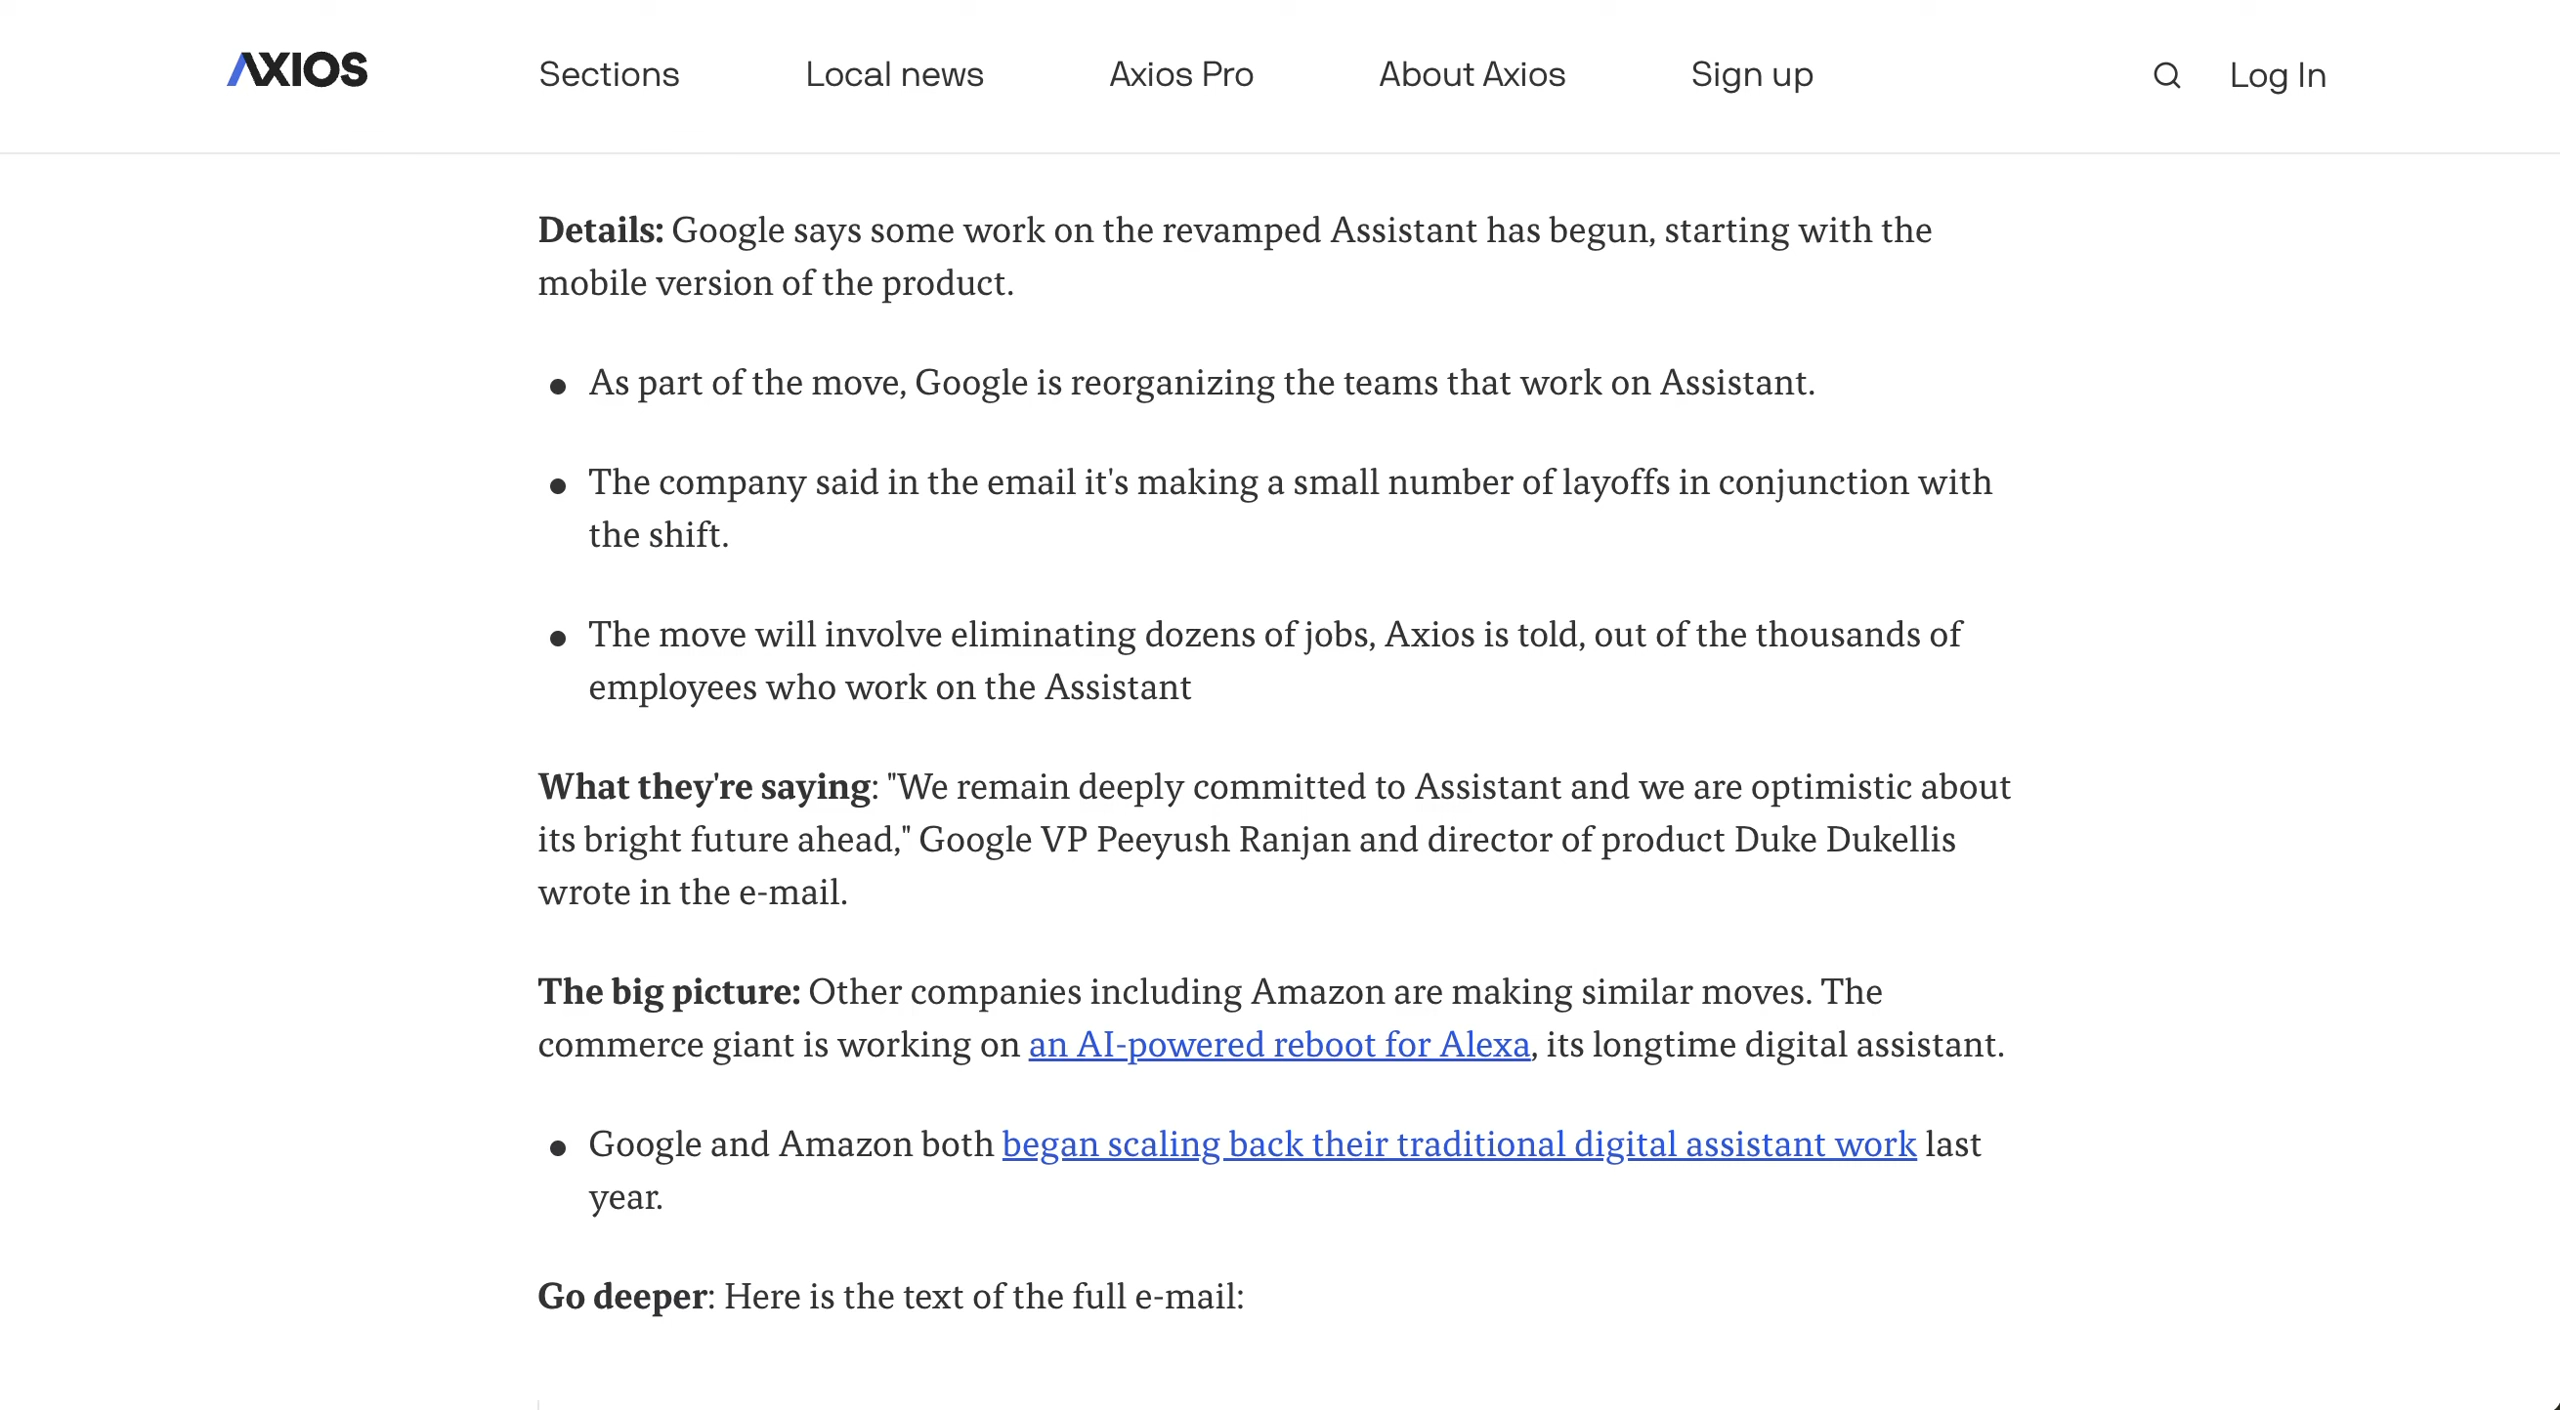 AXIOS
Sections
Local news
Axios Pro
About Axios
Sign up
Log In
Details: Google says some work on the revamped Assistant has begun, starting with the
mobile version of the product.
As part of the move, Google is reorganizing the teams that work on Assistant.
The company said in the email it's making a small number of layoffs in conjunction with
the shift.
The move will involve eliminating dozens of jobs, Axios is told, out of the thousands of
employees who work on the Assistant
What they're saying: "We remain deeply committed to Assistant and we are optimistic about
its bright future ahead," Google VP Peeyush Ranjan and director of product Duke Dukellis
wrote in the e-mail.
The big picture: Other companies including Amazon are making similar moves. The
commerce giant is working on an AI-powered reboot for Alexa, its longtime digital assistant.
Google and Amazon both began scaling back their traditional digital assistant work last
year.
Go deeper: Here is the text of the full e-mail: